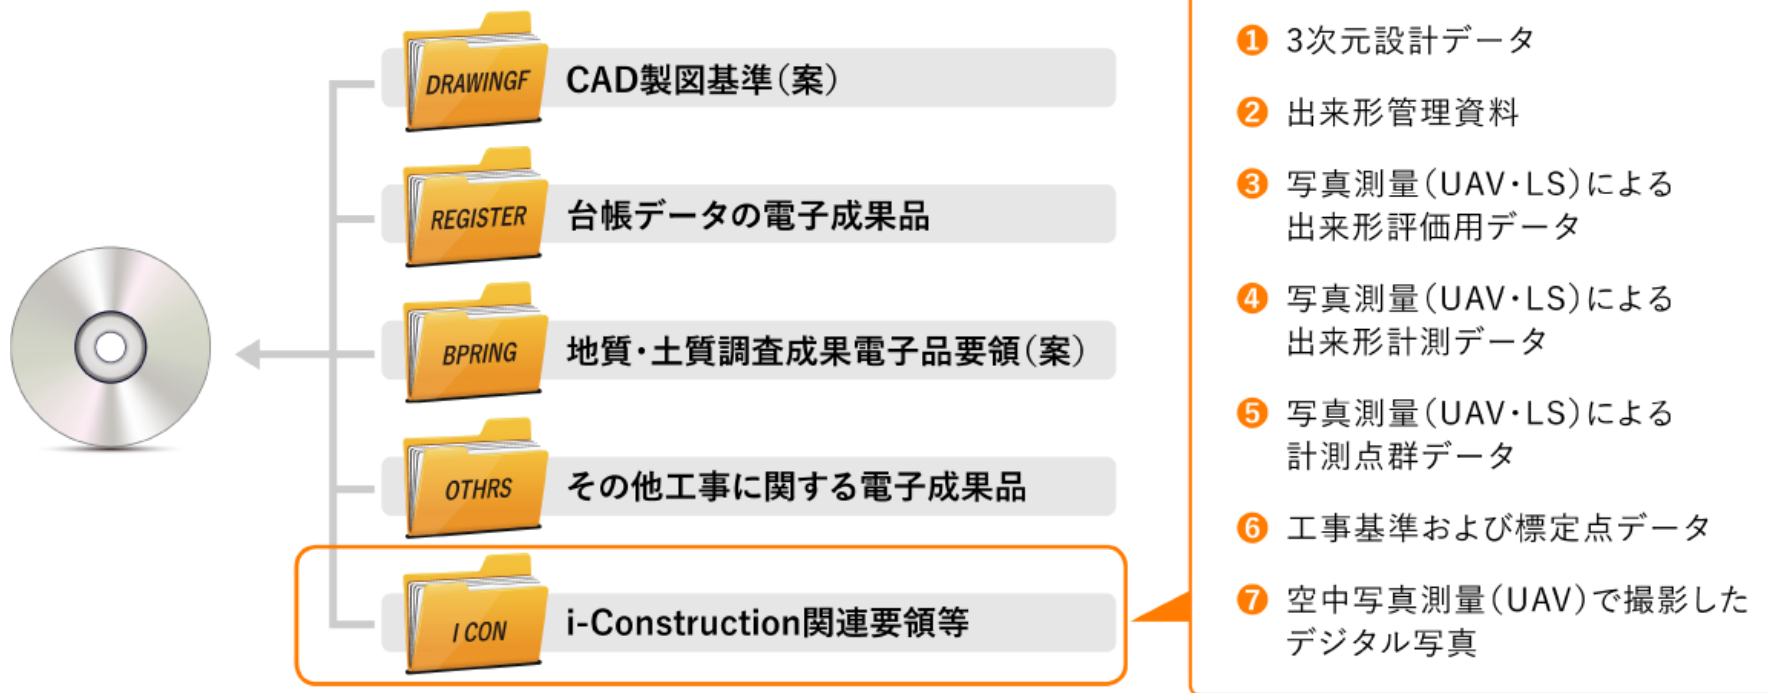 DRAWINGF
CAD製図基準（案）
REGISTER
台帳データの電子成果品
BPRING
地質・土質調査成果電子品要領（案）
OTHRS
その他工事に関する電子成果品
I CON
i-Construction関連要領等
1 3次元設計データ
2 出来形管理資料
3 写真測量（UAV・LS）による
出来形評価用データ
4 写真測量（UAV・LS）による
出来形計測データ
5 写真測量（UAV・LS）による
計測点群データ
6 工事基準および標定点データ
7 空中写真測量（UAV）で撮影した
デジタル写真